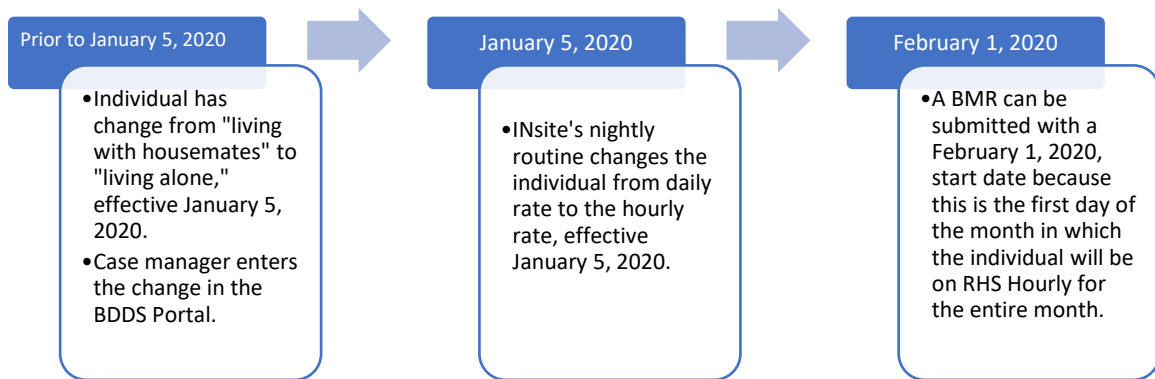 Prior to January 5, 2020
•Individual has
change from "living
with housemates" to
"living alone,"
effective January 5,
2020.
•Case manager enters
the change in the
BDDS Portal.
January 5, 2020
•INsite's nightly
routine changes the
individual from daily
rate to the hourly
rate, effective
January 5, 2020.
February 1, 2020
•A BMR can be
submitted with a
February 1, 2020,
start date because
this is the first day of
the month in which
the individual will be
on RHS Hourly for
the entire month.